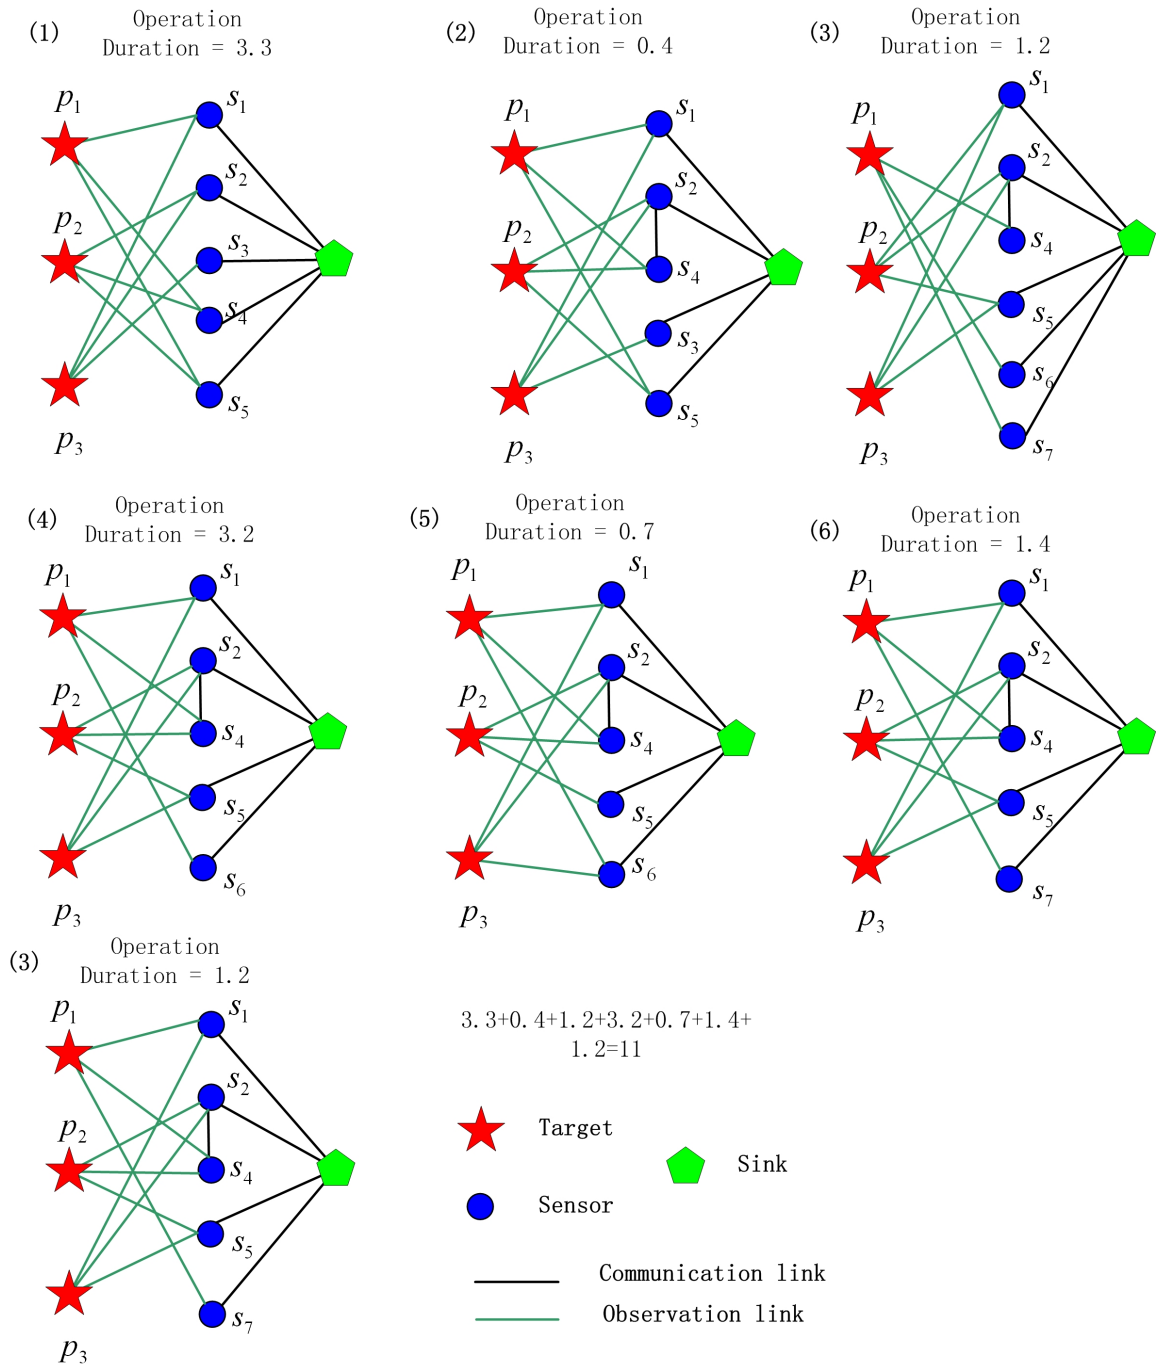 (1)
Operation
Duration = 3.3
p1
p2
p3
s1
s2
s3
s4
s5
(2)
Operation
Duration = 0.4
p1
p2
p3
s1
s2
s4
s3
s5
(3)
Operation
Duration = 1.2
p1
p2
p3
s1
s2
s4
s5
s6
s7
(4)
Operation
Duration = 3.2
p1
p2
p3
s1
s2
s4
s5
s6
(5)
Operation
Duration = 0.7
p1
p2
p3
s1
s2
s4
s5
s6
(6)
Operation
Duration = 1.4
p1
p2
p3
s1
s2
s4
s5
s7
(3)
Operation
Duration = 1.2
p1
p2
p3
s1
s2
s4
s5
s7
3.3+0.4+1.2+3.2+0.7+1.4+
1.2=11
Target
Sink
Sensor
Communication link
Observation link